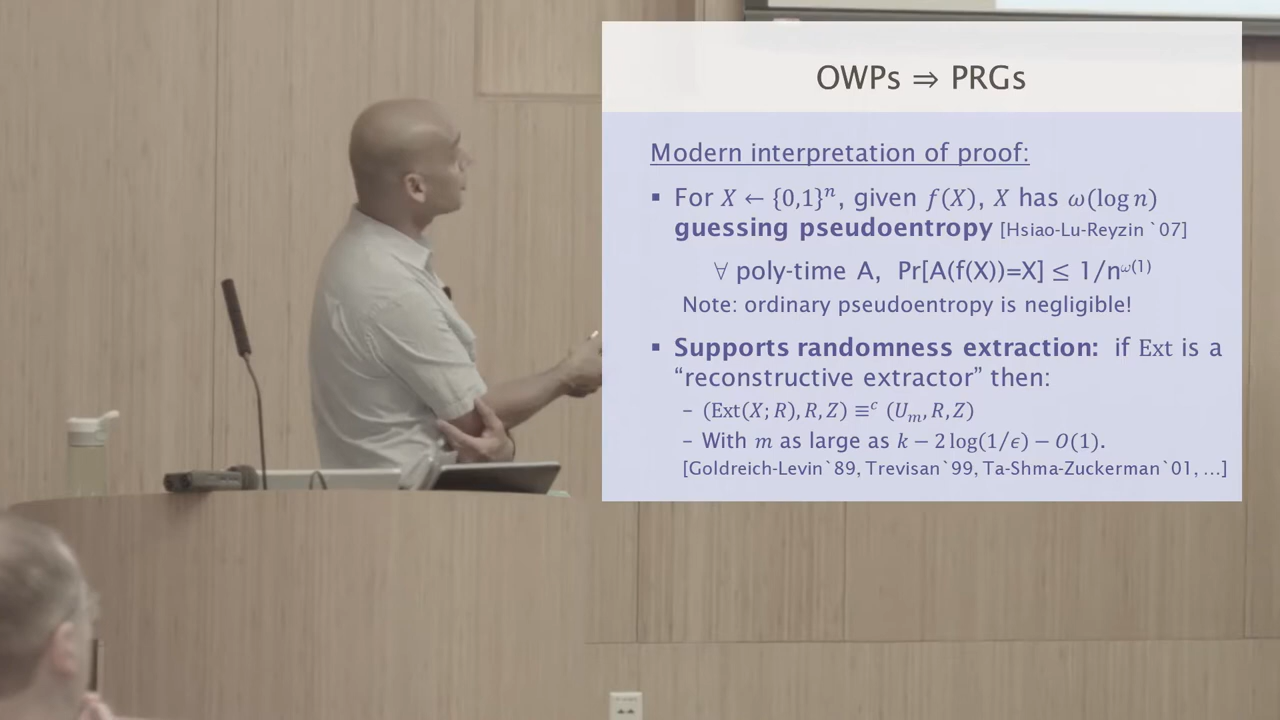 OWPs ⇒ PRGs
Modern interpretation of proof:
▪ For X ← {0,1}ⁿ, given f(X), X has ω(log n)
guessing pseudoentropy [Hsiao-Lu-Reyzin `07]
∀ poly-time A, Pr[A(f(X))=X] ≤ 1/n^ω(1)
Note: ordinary pseudoentropy is negligible!
▪ Supports randomness extraction: if Ext is a
“reconstructive extractor” then:
– (Ext(X; R), R, Z) ≡ᶜ (Uₘ, R, Z)
– With m as large as k − 2 log(1/ϵ) − O(1).
[Goldreich-Levin`89, Trevisan`99, Ta-Shma-Zuckerman`01, …]